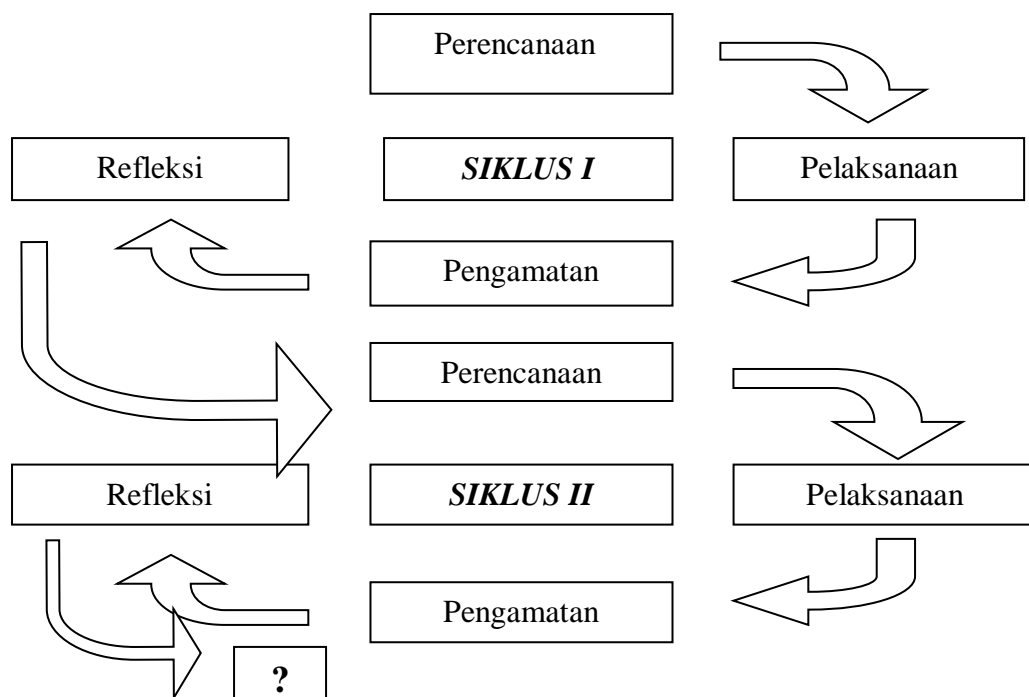 Perencanaan
Refleksi
SIKLUS I
Pelaksanaan
Pengamatan
Perencanaan
Refleksi
SIKLUS II
Pelaksanaan
Pengamatan
?